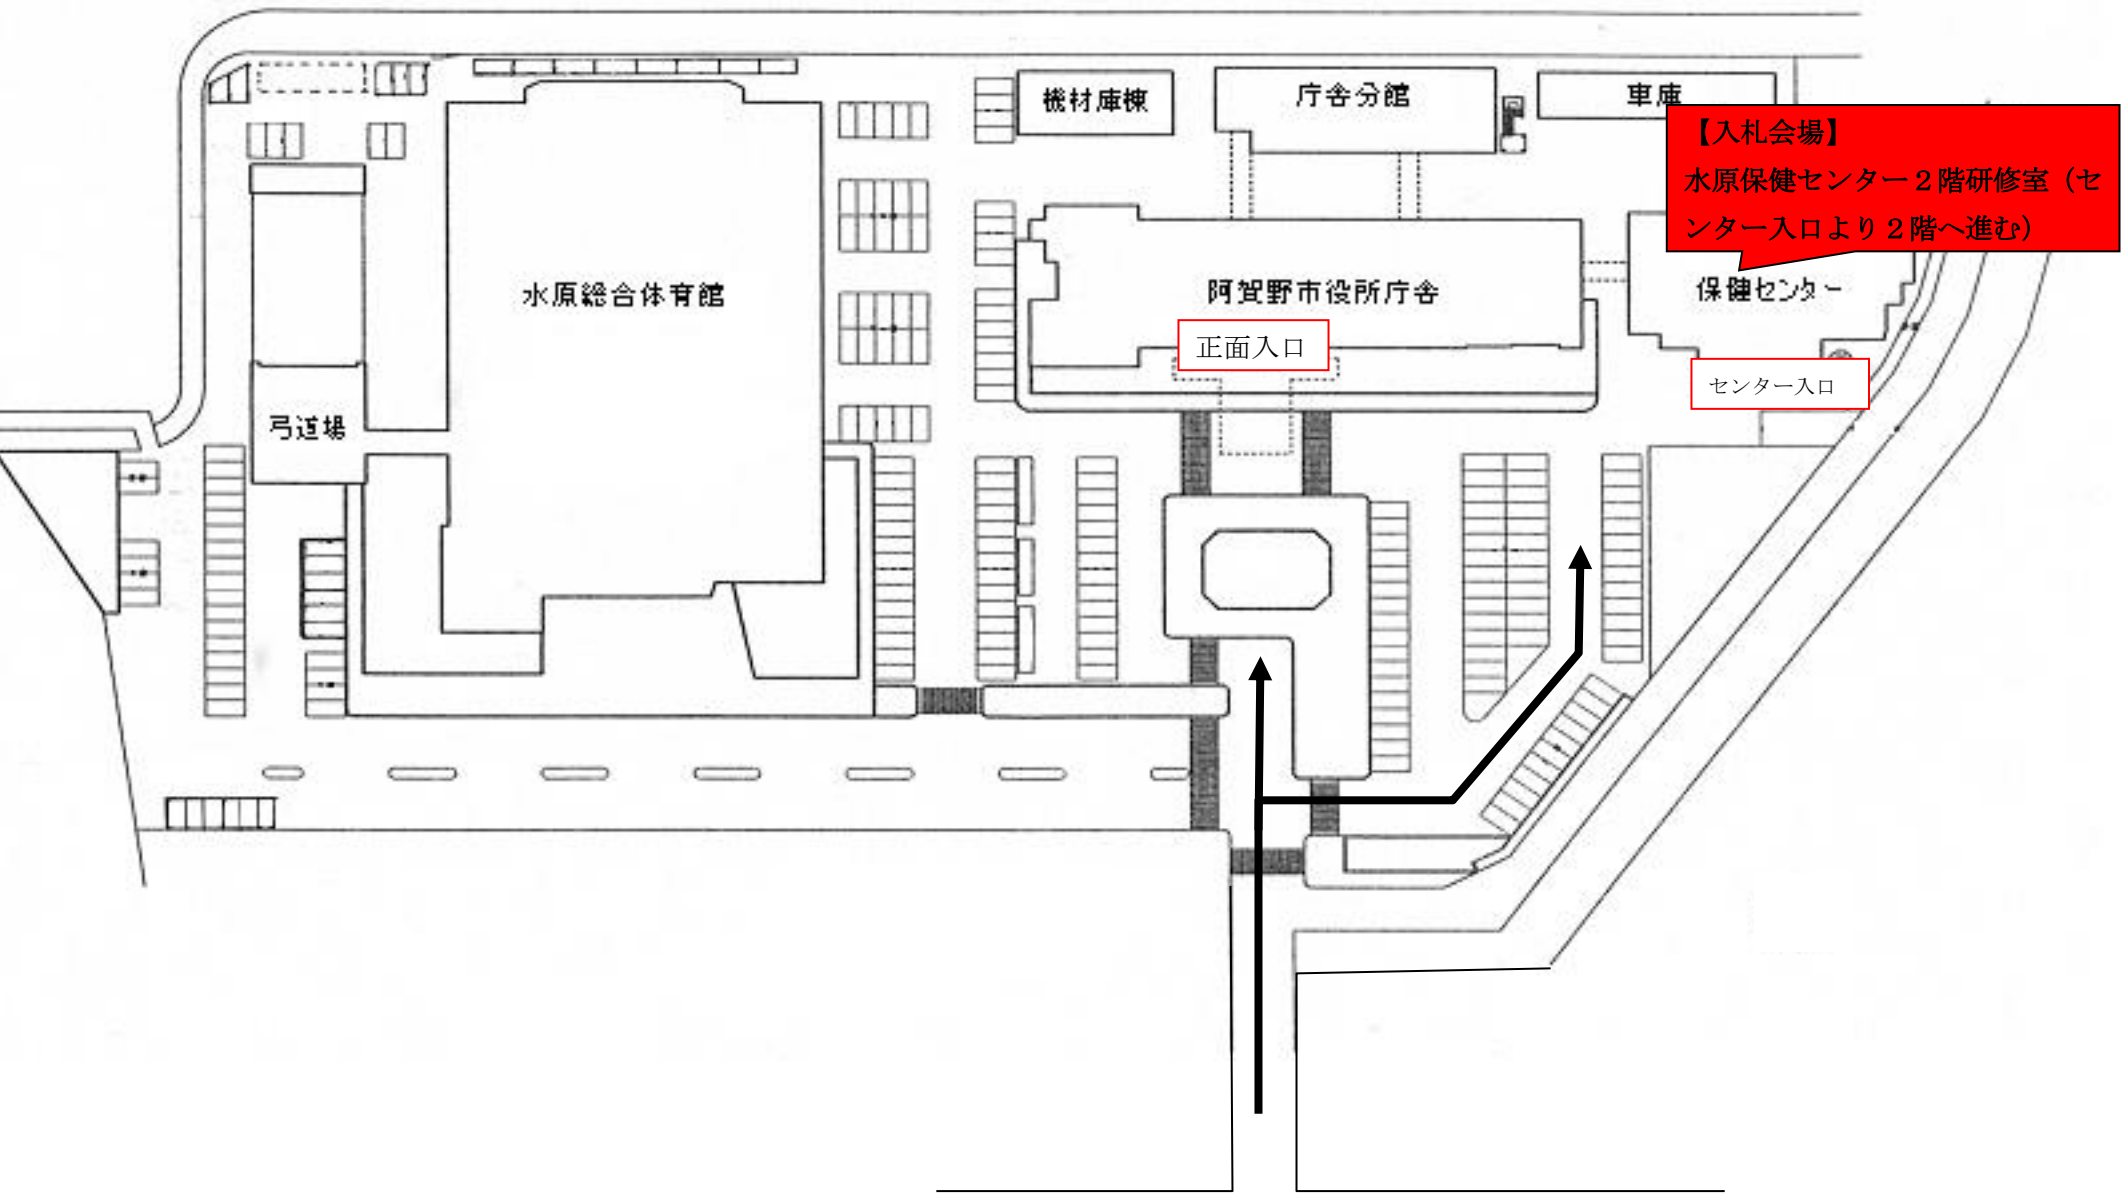 機材庫棟
庁舎分館
車庫
【入札会場】
水原保健センター２階研修室（セ
ンター入口より２階へ進む）
水原総合体育館
阿賀野市役所庁舎
保健センター
正面入口
センター入口
弓道場